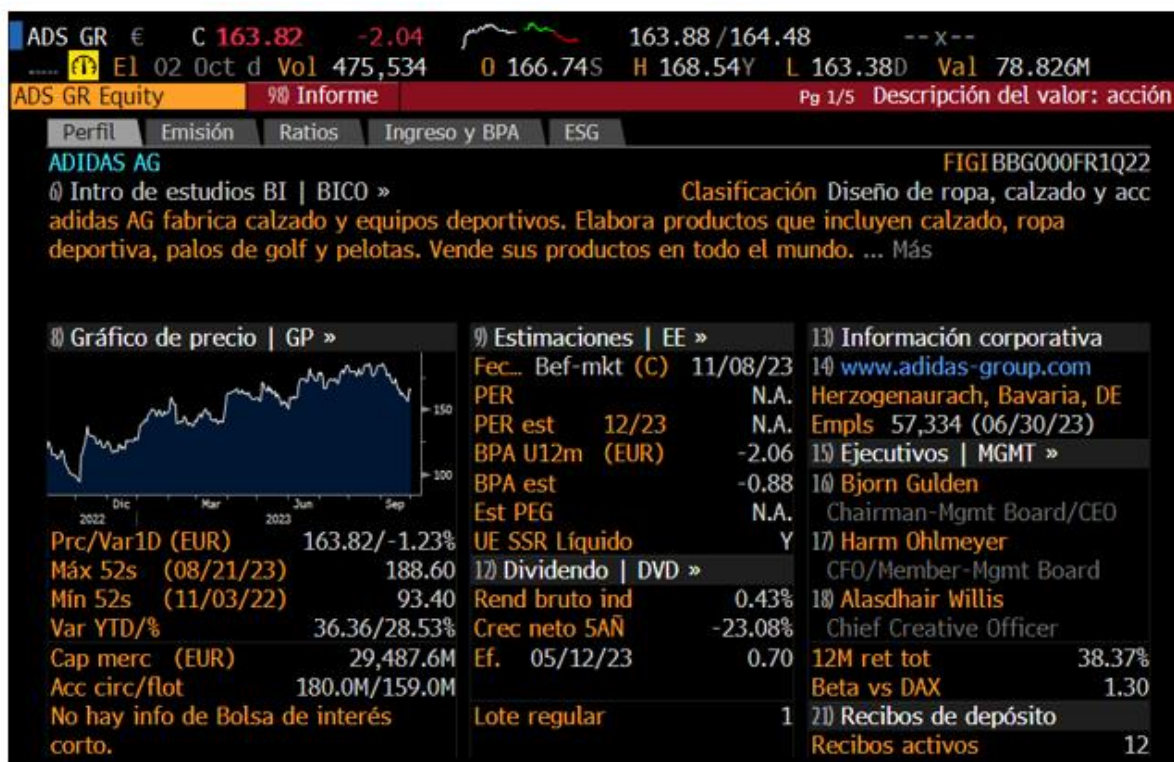 ADS GR € C 163.82 -2.04 163.88/164.48 --x--
El 02 Oct d Vol 475,534 O 166.74S H 168.54Y L 163.38D Val 78.826M
ADS GR Equity 98) Informe Pg 1/5 Descripción del valor: acción
Perfil Emisión Ratios Ingreso y BPA ESG
ADIDAS AG FIGI BBG000FR1Q22
6) Intro de estudios BI | BICO » Clasificación Diseño de ropa, calzado y acc
adidas AG fabrica calzado y equipos deportivos. Elabora productos que incluyen calzado, ropa
deportiva, palos de golf y pelotas. Vende sus productos en todo el mundo. ... Más
8) Gráfico de precio | GP »
150
100
Dic Mar Jun Sep
2022 2023
Prc/Var1D (EUR) 163.82/-1.23%
Máx 52s (08/21/23) 188.60
Mín 52s (11/03/22) 93.40
Var YTD/% 36.36/28.53%
Cap merc (EUR) 29,487.6M
Acc circ/flot 180.0M/159.0M
No hay info de Bolsa de interés
corto.
9) Estimaciones | EE »
Fec... Bef-mkt (C) 11/08/23
PER N.A.
PER est 12/23 N.A.
BPA U12m (EUR) -2.06
BPA est -0.88
Est PEG N.A.
UE SSR Líquido Y
12) Dividendo | DVD »
Rend bruto ind 0.43%
Crec neto 5AÑ -23.08%
Ef. 05/12/23 0.70
Lote regular 1
13) Información corporativa
14) www.adidas-group.com
Herzogenaurach, Bavaria, DE
Empls 57,334 (06/30/23)
15) Ejecutivos | MGMT »
16) Bjorn Gulden
Chairman-Mgmt Board/CEO
17) Harm Ohlmeyer
CFO/Member-Mgmt Board
18) Alasdhair Willis
Chief Creative Officer
12M ret tot 38.37%
Beta vs DAX 1.30
21) Recibos de depósito
Recibos activos 12